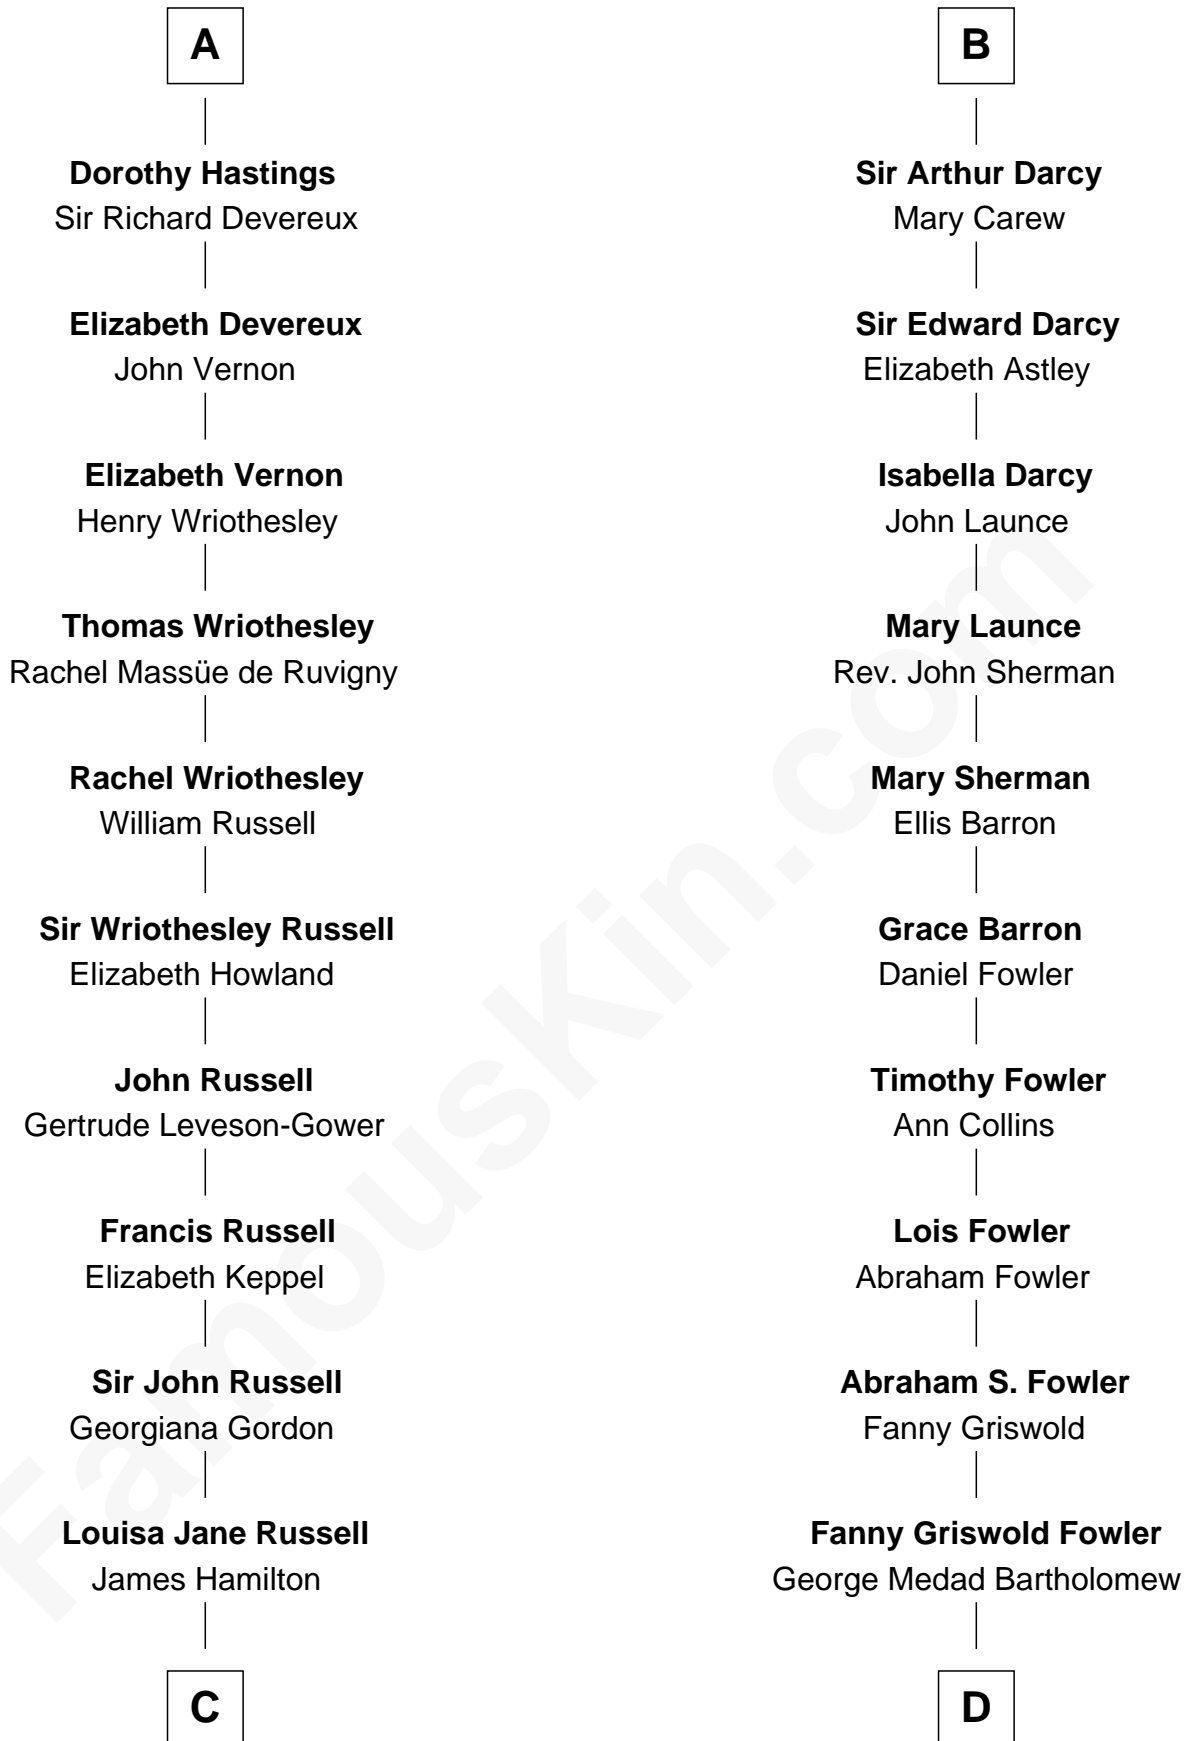 A
Dorothy Hastings
Sir Richard Devereux
Elizabeth Devereux
John Vernon
Elizabeth Vernon
Henry Wriothesley
Thomas Wriothesley
Rachel Massüe de Ruvigny
Rachel Wriothesley
William Russell
Sir Wriothesley Russell
Elizabeth Howland
John Russell
Gertrude Leveson-Gower
Francis Russell
Elizabeth Keppel
Sir John Russell
Georgiana Gordon
Louisa Jane Russell
James Hamilton
C
B
Sir Arthur Darcy
Mary Carew
Sir Edward Darcy
Elizabeth Astley
Isabella Darcy
John Launce
Mary Launce
Rev. John Sherman
Mary Sherman
Ellis Barron
Grace Barron
Daniel Fowler
Timothy Fowler
Ann Collins
Lois Fowler
Abraham Fowler
Abraham S. Fowler
Fanny Griswold
Fanny Griswold Fowler
George Medad Bartholomew
D
FamousKin.com